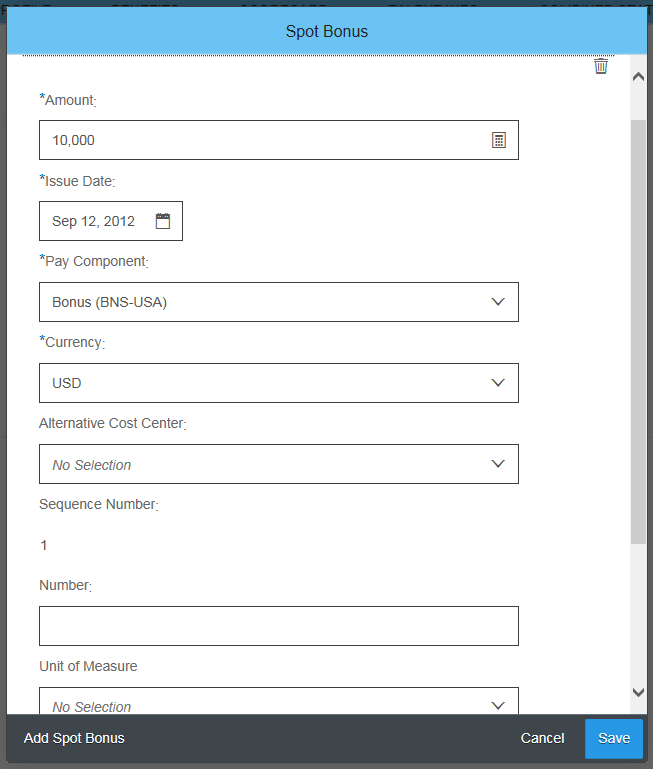 Spot Bonus
*Amount:
10,000
*Issue Date:
Sep 12, 2012
*Pay Component:
Bonus (BNS-USA)
*Currency:
USD
Alternative Cost Center:
No Selection
Sequence Number:
1
Number:
Unit of Measure
No Selection
Add Spot Bonus Cancel Save